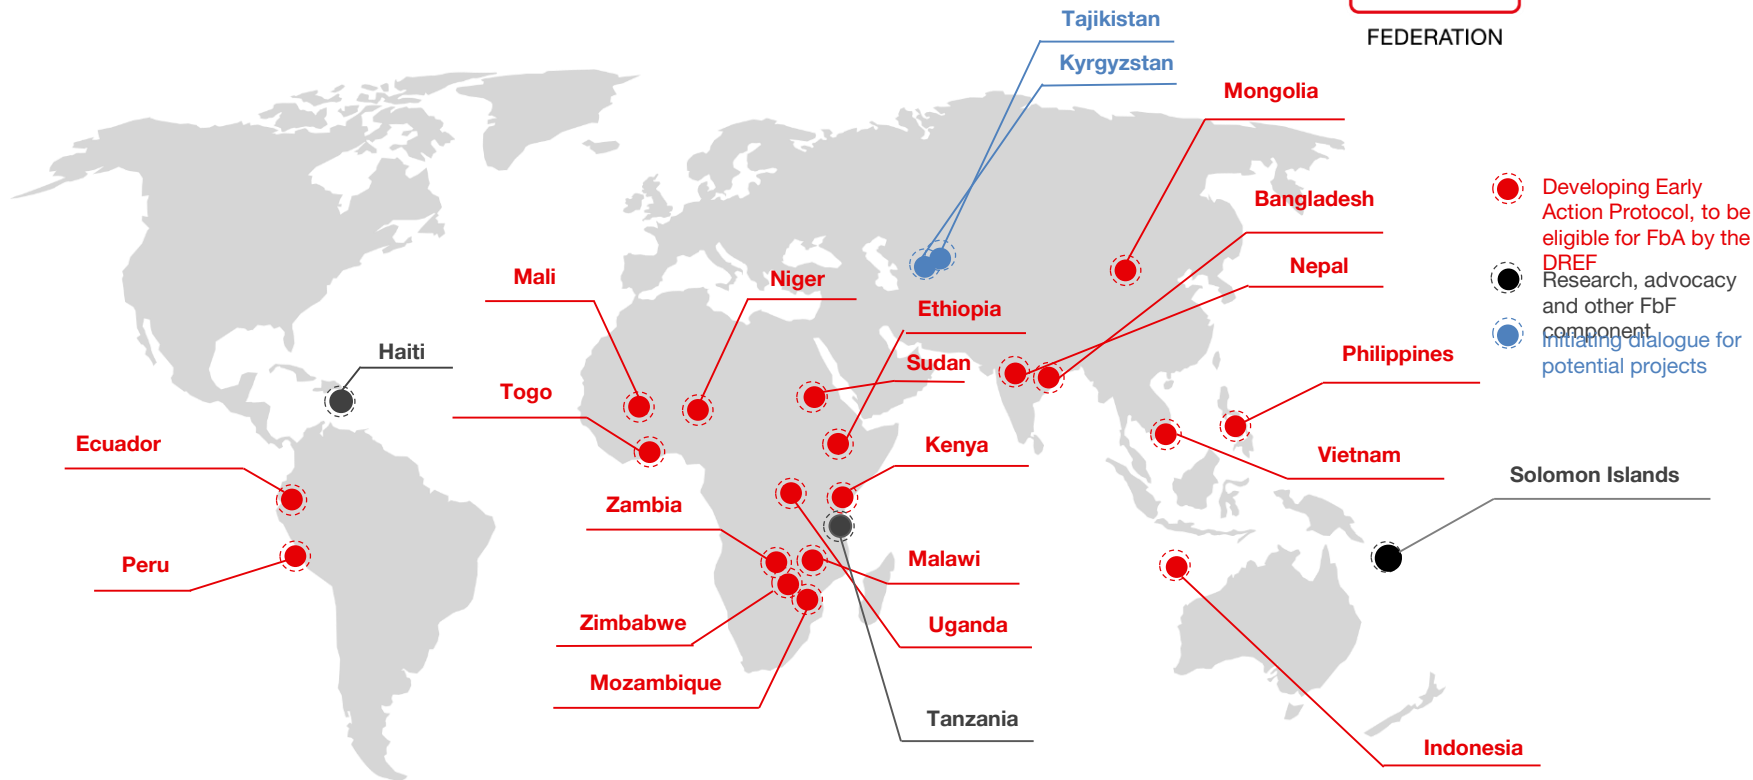 Tajikistan
FEDERATION
Kyrgyzstan
Mongolia
Developing Early
Action Protocol, to be
eligible for FbA by the
DREF
Bangladesh
Nepal
Mali
Niger
Research, advocacy
and other FbF
component
Ethiopia
Initiating dialogue for
potential projects
Haiti
Philippines
Sudan
Togo
Ecuador
Kenya
Vietnam
Solomon Islands
Zambia
Peru
Malawi
Zimbabwe
Uganda
Mozambique
Tanzania
Indonesia